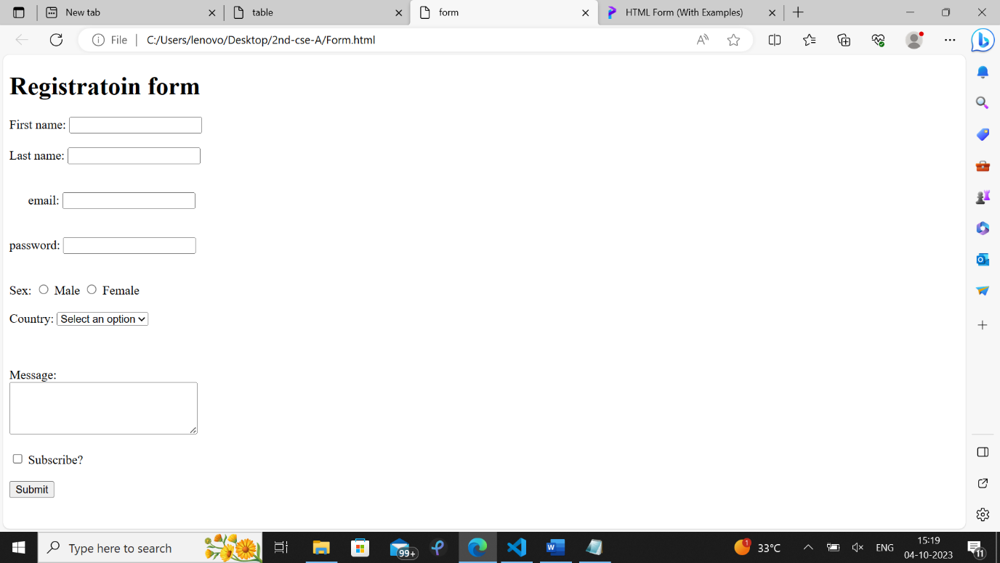 New tab
table
form
HTML Form (With Examples)
File
C:/Users/lenovo/Desktop/2nd-cse-A/Form.html
Registratoin form
First name:
Last name:
email:
password:
Sex: Male Female
Country: Select an option
Message:
Subscribe?
Submit
Type here to search
99+
1
33°C
ENG
15:19
04-10-2023
11